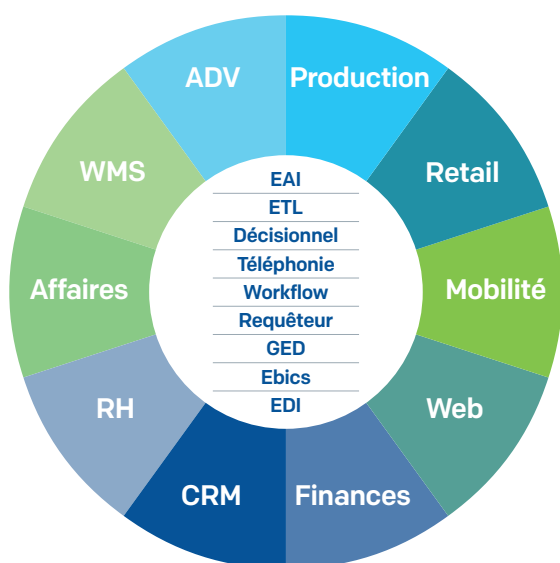 ADV
Production
WMS
Retail
Affaires
Mobilité
RH
Web
CRM
Finances
EAI
ETL
Décisionnel
Téléphonie
Workflow
Requêteur
GED
Ebics
EDI